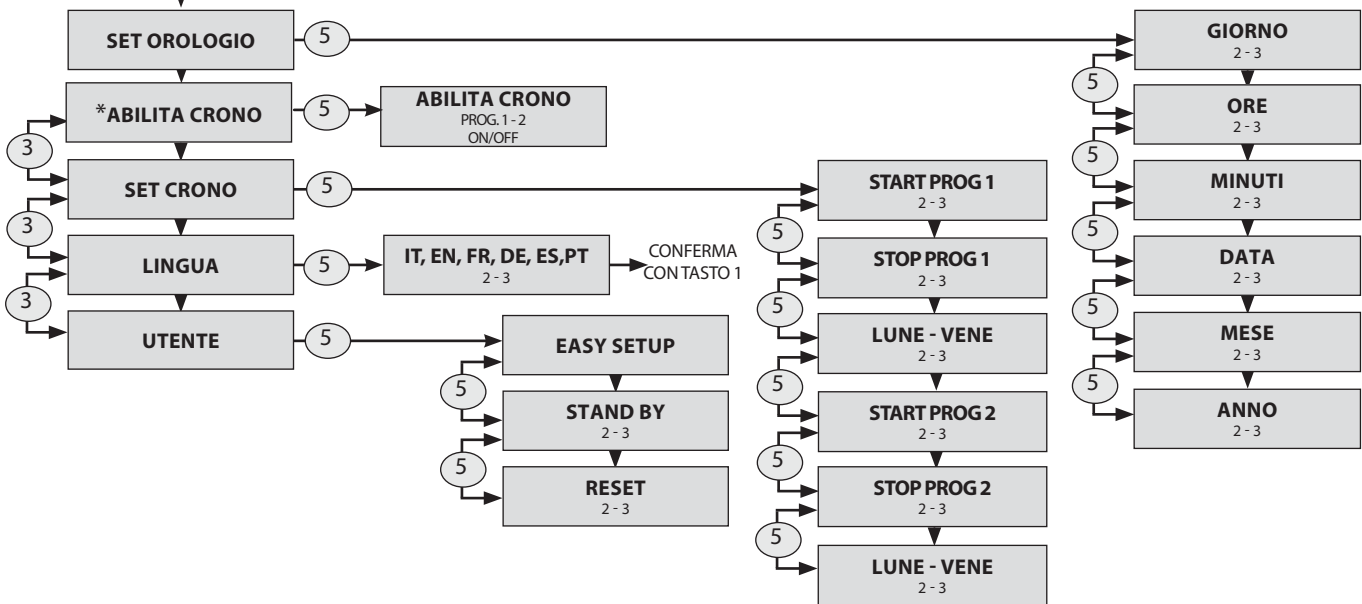 SET OROLOGIO
5
*ABILITA CRONO
5
ABILITA CRONO
PROG. 1 - 2
ON/OFF
3
SET CRONO
5
3
LINGUA
5
IT, EN, FR, DE, ES,PT
2 - 3
CONFERMA
CON TASTO 1
3
UTENTE
5
EASY SETUP
5
STAND BY
2 - 3
5
RESET
2 - 3
START PROG 1
2 - 3
5
STOP PROG 1
2 - 3
5
LUNE - VENE
2 - 3
5
START PROG 2
2 - 3
5
STOP PROG 2
2 - 3
5
LUNE - VENE
2 - 3
GIORNO
2 - 3
5
ORE
2 - 3
5
MINUTI
2 - 3
5
DATA
2 - 3
5
MESE
2 - 3
5
ANNO
2 - 3